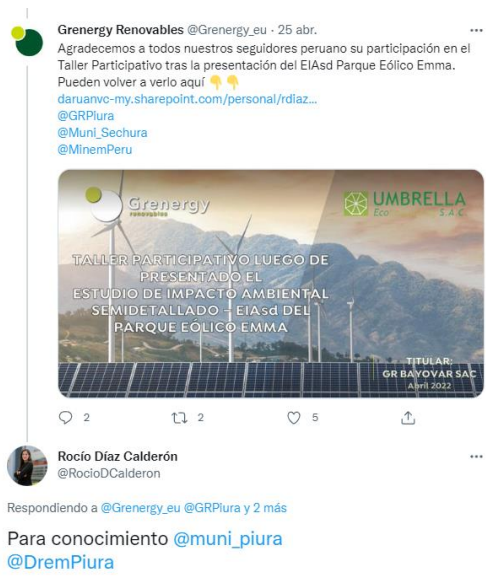 Grenergy Renovables @Grenergy_eu · 25 abr.
Agradecemos a todos nuestros seguidores peruano su participación en el
Taller Participativo tras la presentación del EIAsd Parque Eólico Emma.
Pueden volver a verlo aquí 👇👇
daruanvc-my.sharepoint.com/personal/rdiaz...
@GRPiura
@Muni_Sechura
@MinemPeru
Grenergy
renovables
UMBRELLA
Eco S.A.C.
TALLER PARTICIPATIVO LUEGO DE
PRESENTADO EL
ESTUDIO DE IMPACTO AMBIENTAL
SEMIDETALLADO - EIAsd DEL
PARQUE EÓLICO EMMA
TITULAR:
GR BAYOVAR SAC
Abril 2022
2 2 5
Rocío Díaz Calderón
@RocioDCalderon
Respondiendo a @Grenergy_eu @GRPiura y 2 más
Para conocimiento @muni_piura
@DremPiura